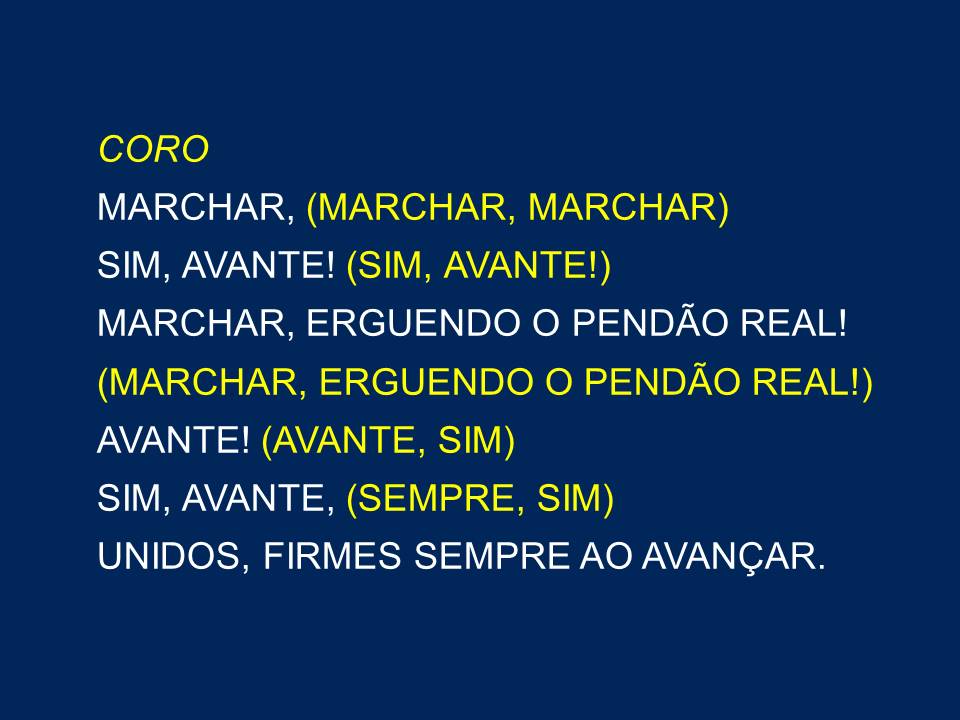 CORO
MARCHAR, (MARCHAR, MARCHAR)
SIM, AVANTE! (SIM, AVANTE!)
MARCHAR, ERGUENDO O PENDÃO REAL!
(MARCHAR, ERGUENDO O PENDÃO REAL!)
AVANTE! (AVANTE, SIM)
SIM, AVANTE, (SEMPRE, SIM)
UNIDOS, FIRMES SEMPRE AO AVANÇAR.